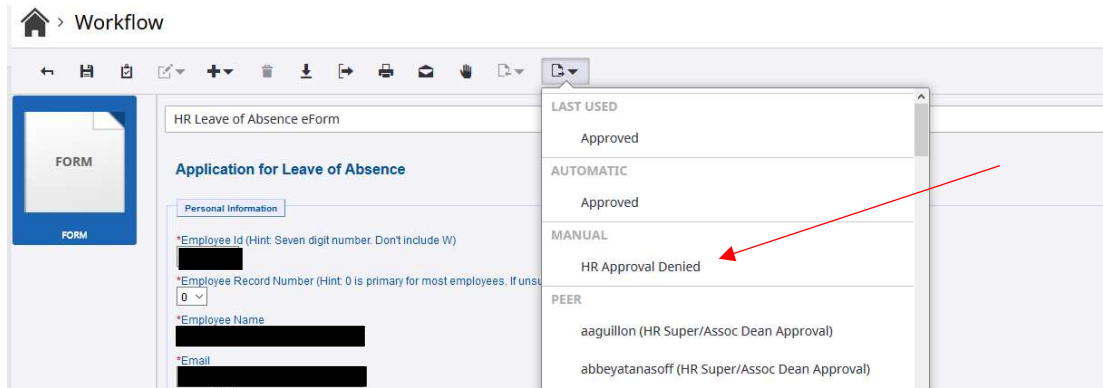 > Workflow
HR Leave of Absence eForm
FORM
FORM
Application for Leave of Absence
Personal Information
*Employee Id (Hint: Seven digit number. Don't include W)
*Employee Record Number (Hint: 0 is primary for most employees. If unsu
0
*Employee Name
*Email
LAST USED
Approved
AUTOMATIC
Approved
MANUAL
HR Approval Denied
PEER
aaguillon (HR Super/Assoc Dean Approval)
abbeyatanasoff (HR Super/Assoc Dean Approval)